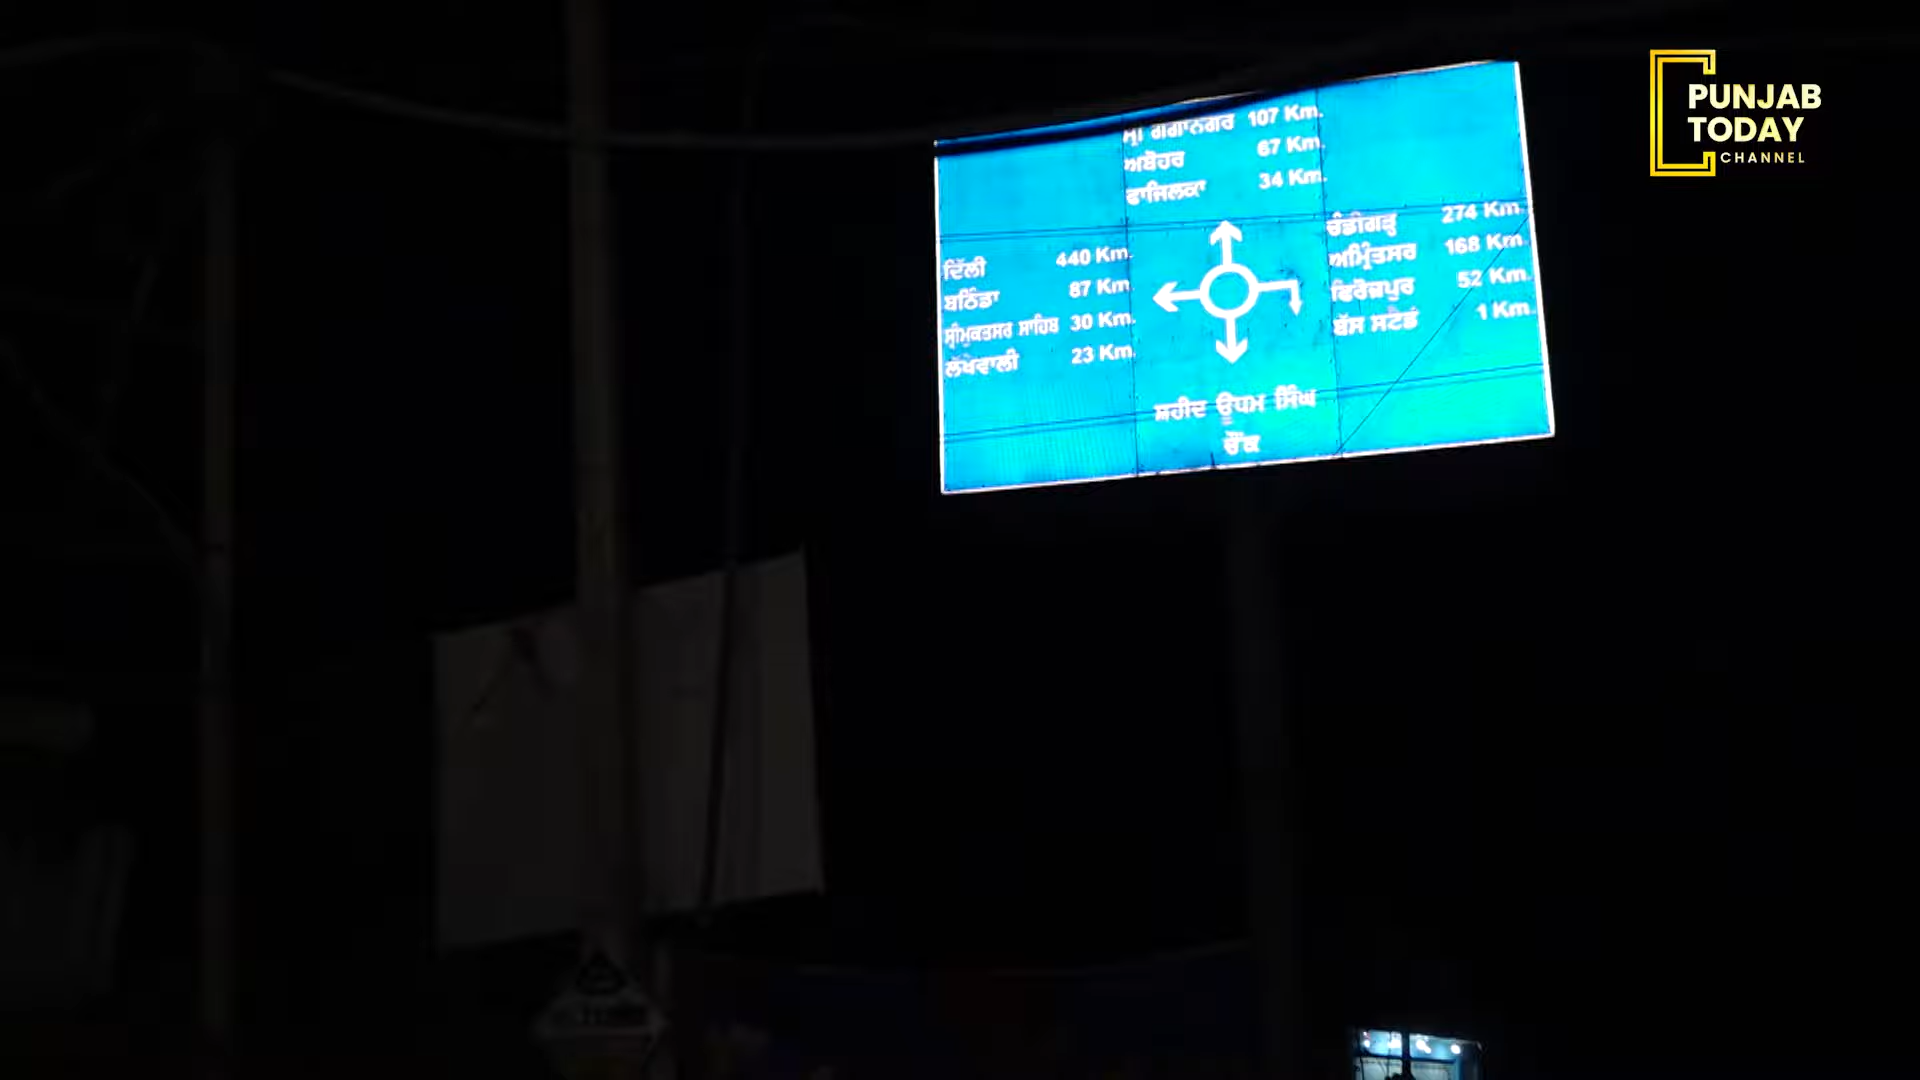 ਸ੍ਰੀ ਗੰਗਾਨਗਰ 107 Km.
ਅਬੋਹਰ 67 Km.
ਫਾਜਿਲਕਾ 34 Km.
ਦਿੱਲੀ 440 Km.
ਬਠਿੰਡਾ 87 Km.
ਸ੍ਰੀਮੁਕਤਸਰ ਸਾਹਿਬ 30 Km.
ਲੱਖੇਵਾਲੀ 23 Km.
ਚੰਡੀਗੜ੍ਹ 274 Km.
ਅਮ੍ਰਿੰਤਸਰ 168 Km.
ਫਿਰੋਜ਼ਪੁਰ 52 Km.
ਬੱਸ ਸਟੈਂਡ 1 Km.
ਸ਼ਹੀਦ ਊਧਮ ਸਿੰਘ
ਚੌਂਕ
PUNJAB
TODAY
CHANNEL